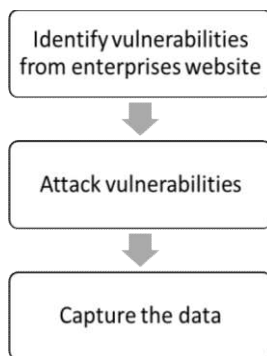 Identify vulnerabilities
from enterprises website
Attack vulnerabilities
Capture the data